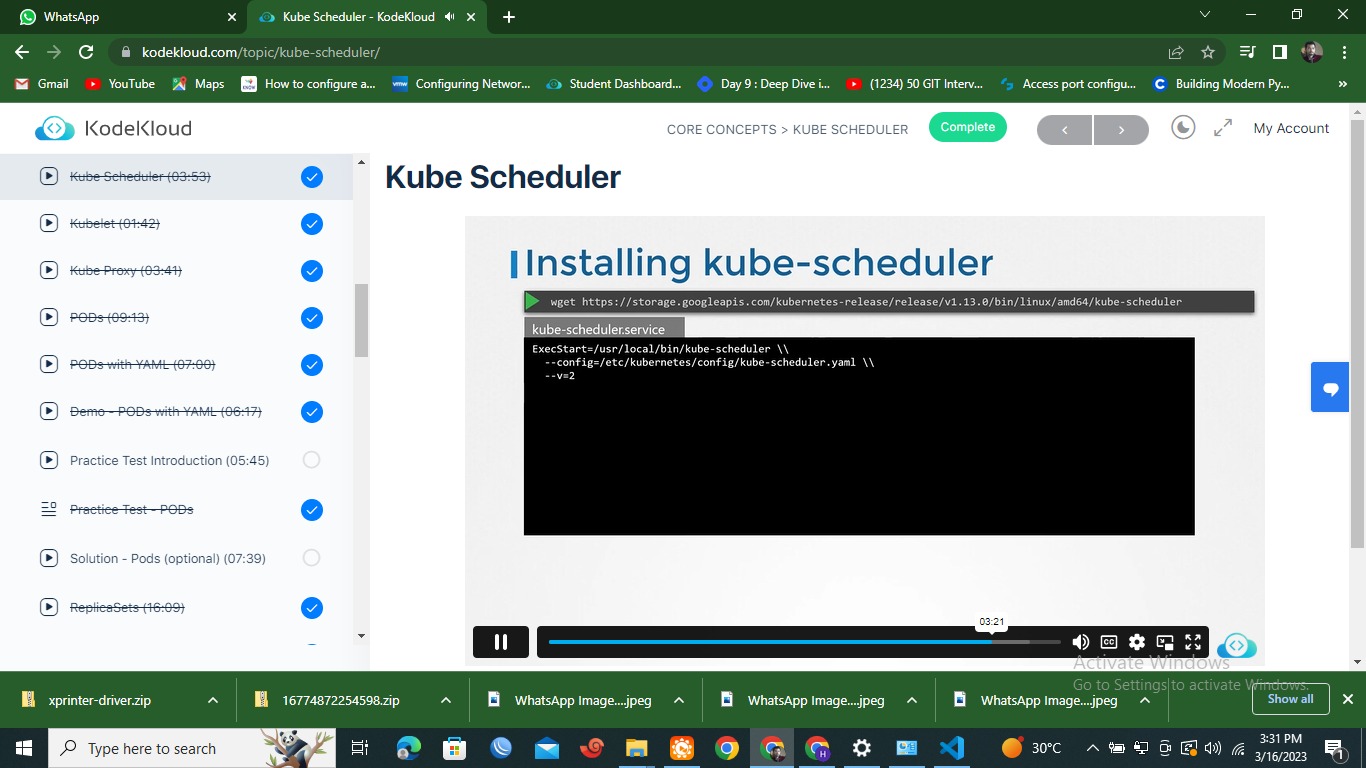 WhatsApp
Kube Scheduler - KodeKloud
kodekloud.com/topic/kube-scheduler/
Gmail
YouTube
Maps
How to configure a...
Configuring Networ...
Student Dashboard...
Day 9 : Deep Dive i...
(1234) 50 GIT Interv...
Access port configu...
Building Modern Py...
»
KodeKloud
CORE CONCEPTS > KUBE SCHEDULER
Complete
<
>
My Account
Kube Scheduler (03:53)
Kubelet (01:42)
Kube Proxy (03:41)
PODs (09:13)
PODs with YAML (07:00)
Demo - PODs with YAML (06:17)
Practice Test Introduction (05:45)
Practice Test - PODs
Solution - Pods (optional) (07:39)
ReplicaSets (16:09)
Kube Scheduler
Installing kube-scheduler
wget https://storage.googleapis.com/kubernetes-release/release/v1.13.0/bin/linux/amd64/kube-scheduler
kube-scheduler.service
ExecStart=/usr/local/bin/kube-scheduler \\
--config=/etc/kubernetes/config/kube-scheduler.yaml \\
--v=2
03:21
CC
Activate Windows
Go to Settings to activate Windows.
xprinter-driver.zip
16774872254598.zip
WhatsApp Image....jpeg
WhatsApp Image....jpeg
WhatsApp Image....jpeg
Show all
Type here to search
30°C
3:31 PM
3/16/2023
1